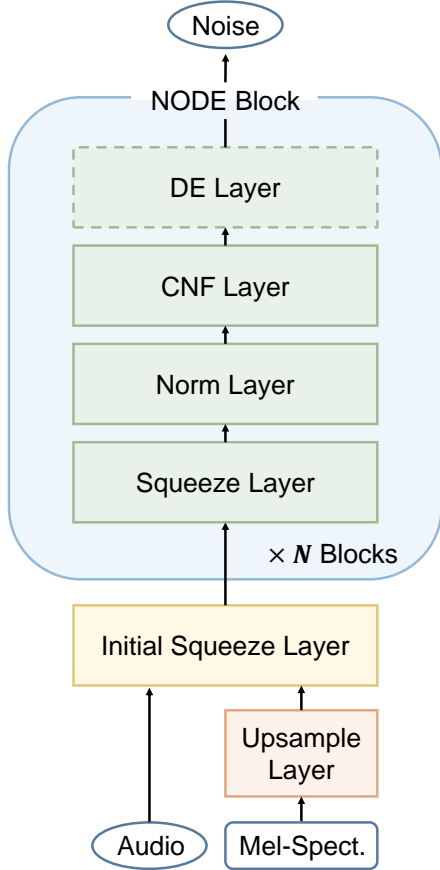 Noise
NODE Block
DE Layer
CNF Layer
Norm Layer
Squeeze Layer
× N Blocks
Initial Squeeze Layer
Upsample
Layer
Audio
Mel-Spect.